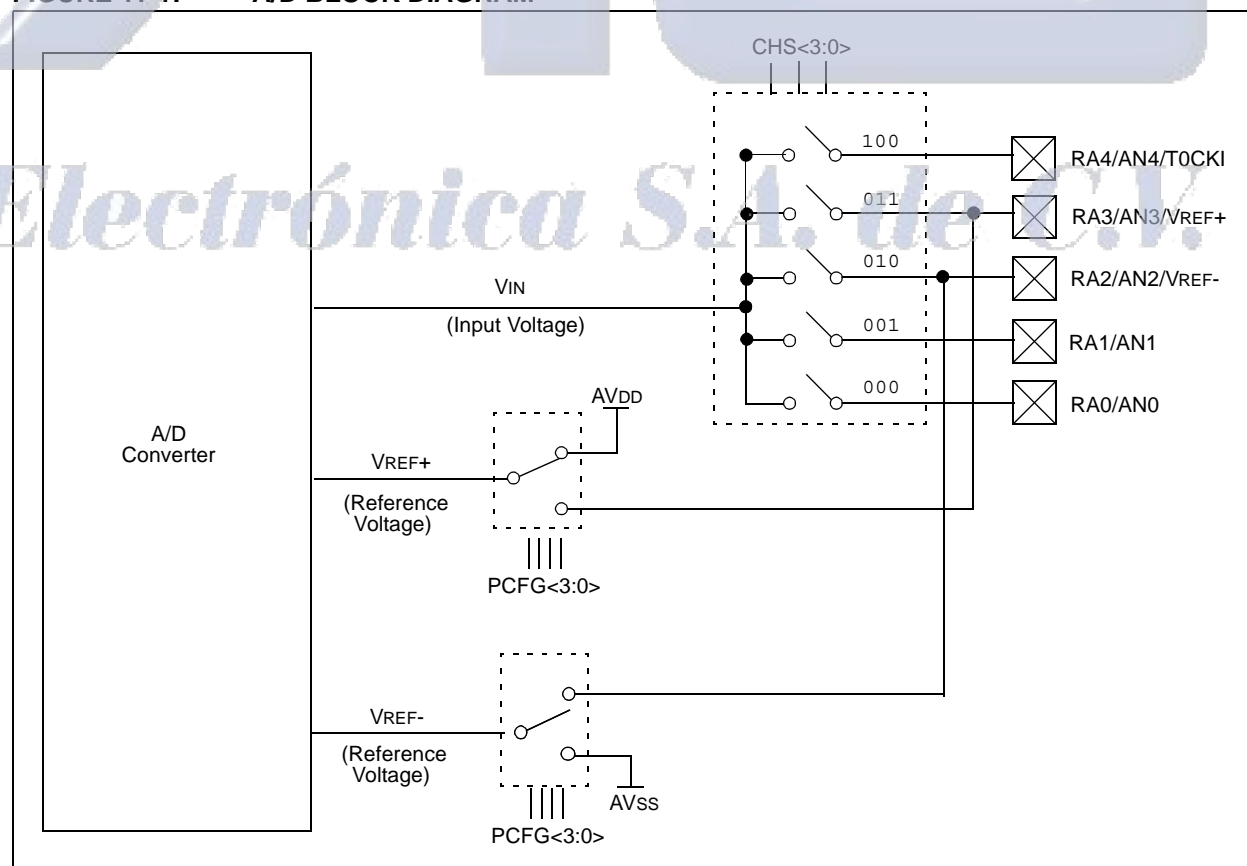 A/D BLOCK DIAGRAM
CHS<3:0>
100
RA4/AN4/T0CKI
011
RA3/AN3/VREF+
010
RA2/AN2/VREF-
001
RA1/AN1
000
RA0/AN0
VIN
(Input Voltage)
A/D
Converter
AVDD
VREF+
(Reference
Voltage)
PCFG<3:0>
VREF-
(Reference
Voltage)
AVSS
PCFG<3:0>
Electrónica S.A. de C.V.